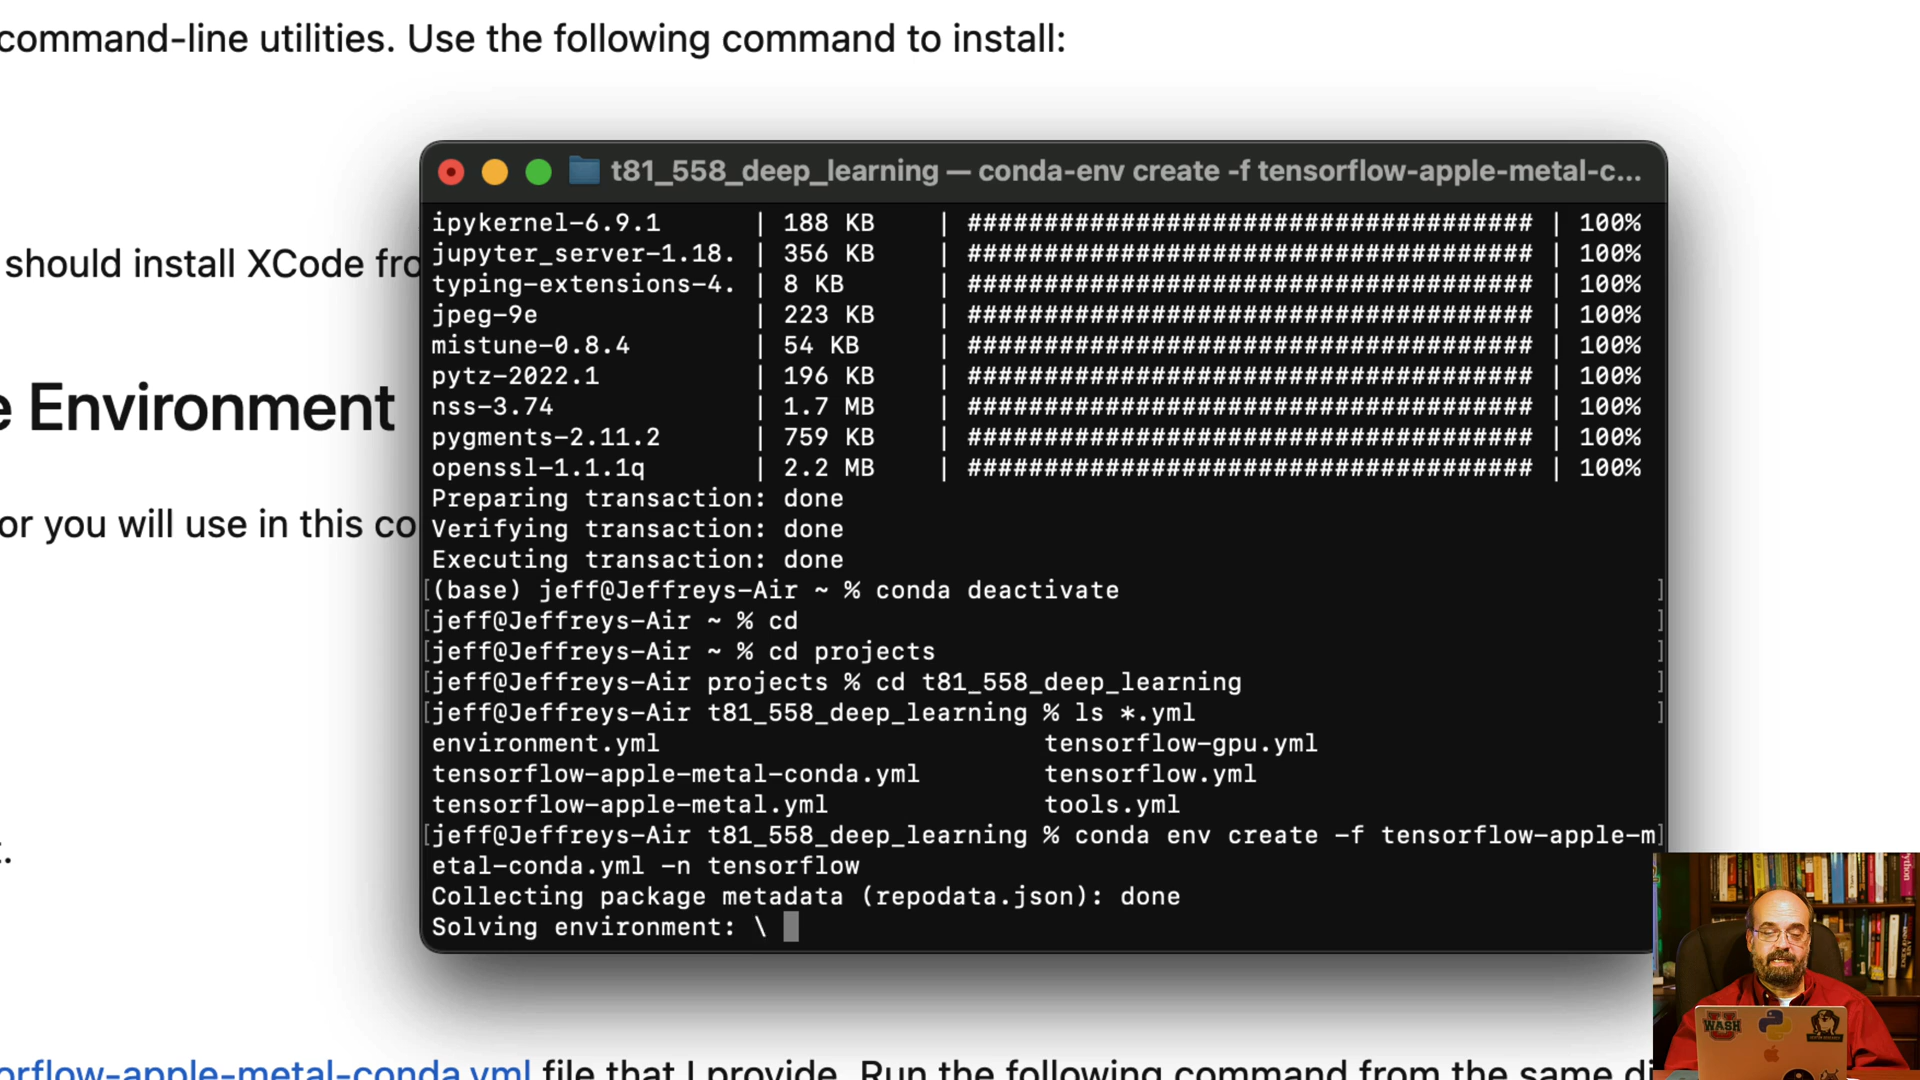 command-line utilities. Use the following command to install:
t81_558_deep_learning — conda-env create -f tensorflow-apple-metal-c...
ipykernel-6.9.1 | 188 KB | ##################################### | 100%
jupyter_server-1.18. | 356 KB | ##################################### | 100%
should install XCode fro
typing-extensions-4. | 8 KB | ##################################### | 100%
jpeg-9e | 223 KB | ##################################### | 100%
mistune-0.8.4 | 54 KB | ##################################### | 100%
pytz-2022.1 | 196 KB | ##################################### | 100%
e Environment
nss-3.74 | 1.7 MB | ##################################### | 100%
pygments-2.11.2 | 759 KB | ##################################### | 100%
openssl-1.1.1q | 2.2 MB | ##################################### | 100%
Preparing transaction: done
or you will use in this co
Verifying transaction: done
Executing transaction: done
[(base) jeff@Jeffreys-Air ~ % conda deactivate ]
[jeff@Jeffreys-Air ~ % cd ]
[jeff@Jeffreys-Air ~ % cd projects ]
[jeff@Jeffreys-Air projects % cd t81_558_deep_learning ]
[jeff@Jeffreys-Air t81_558_deep_learning % ls *.yml ]
environment.yml tensorflow-gpu.yml
tensorflow-apple-metal-conda.yml tensorflow.yml
tensorflow-apple-metal.yml tools.yml
[jeff@Jeffreys-Air t81_558_deep_learning % conda env create -f tensorflow-apple-m]
etal-conda.yml -n tensorflow
Collecting package metadata (repodata.json): done
Solving environment: \
WASH
orflow-apple-metal-conda.yml file that I provide. Run the following command from the same di